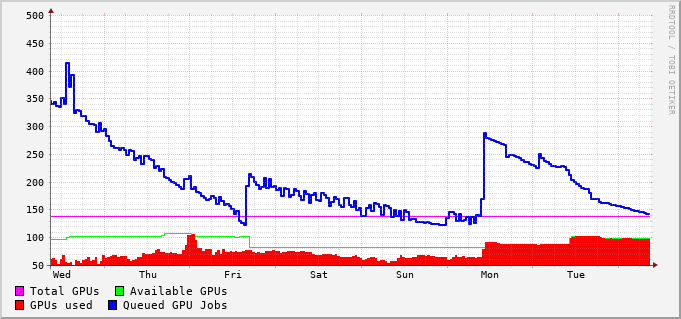 500
450
400
350
300
250
200
150
100
50
Wed Thu Fri Sat Sun Mon Tue
Total GPUs Available GPUs
GPUs used Queued GPU Jobs
RRDTOOL / TOBI OETIKER